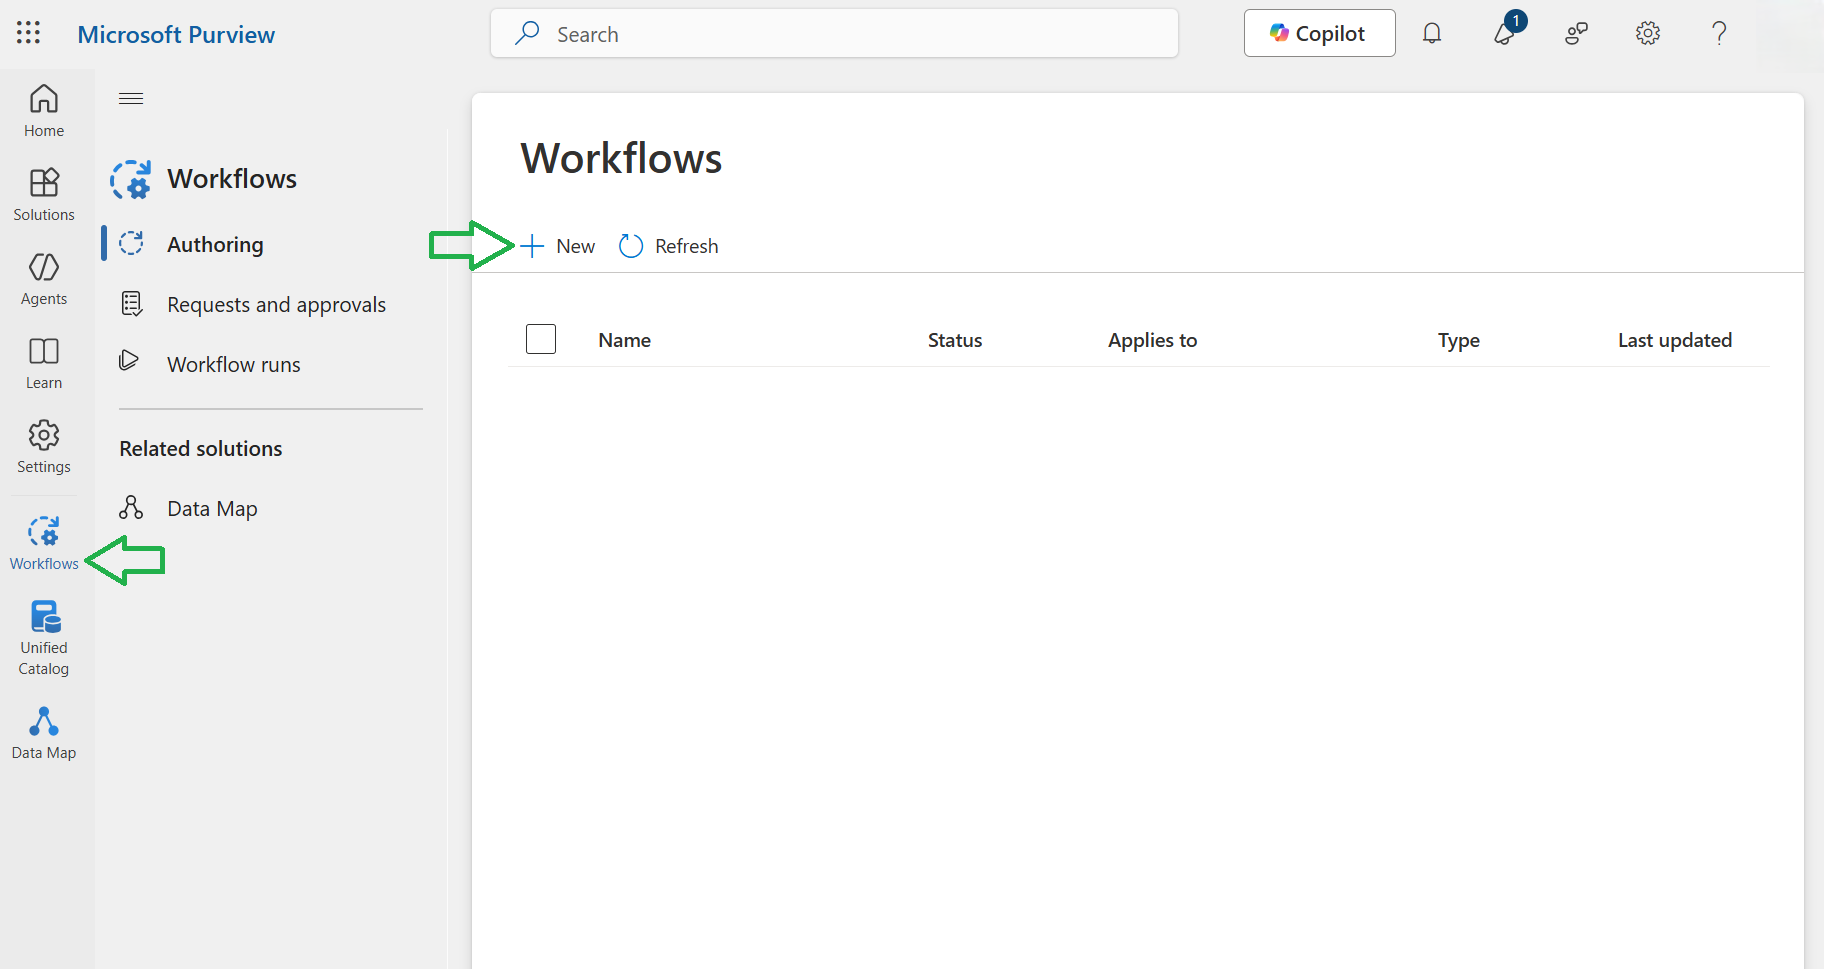 Microsoft Purview
Search
Copilot
1
Home
Solutions
Agents
Learn
Settings
Workflows
Unified
Catalog
Data Map
Workflows
Authoring
Requests and approvals
Workflow runs
Related solutions
Data Map
Workflows
New
Refresh
Name
Status
Applies to
Type
Last updated